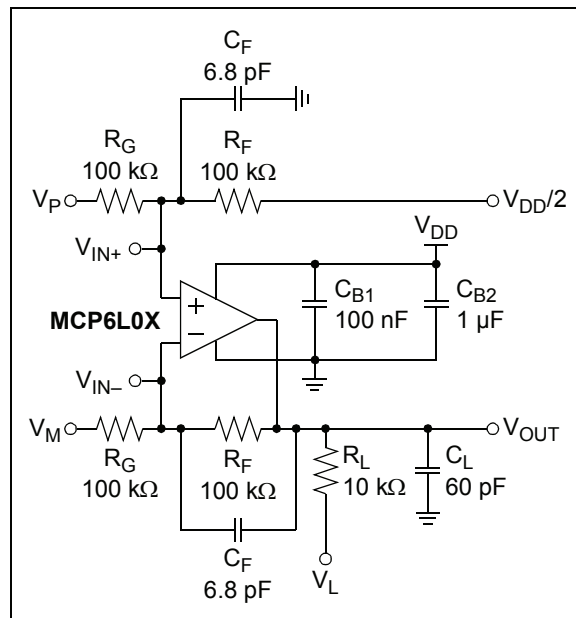 C_F
6.8 pF
R_G
100 kΩ
R_F
100 kΩ
V_P
V_DD/2
V_IN+
V_DD
MCP6L0X
+
–
C_B1
100 nF
C_B2
1 µF
V_IN–
V_M
V_OUT
R_G
100 kΩ
R_F
100 kΩ
R_L
10 kΩ
C_L
60 pF
C_F
6.8 pF
V_L